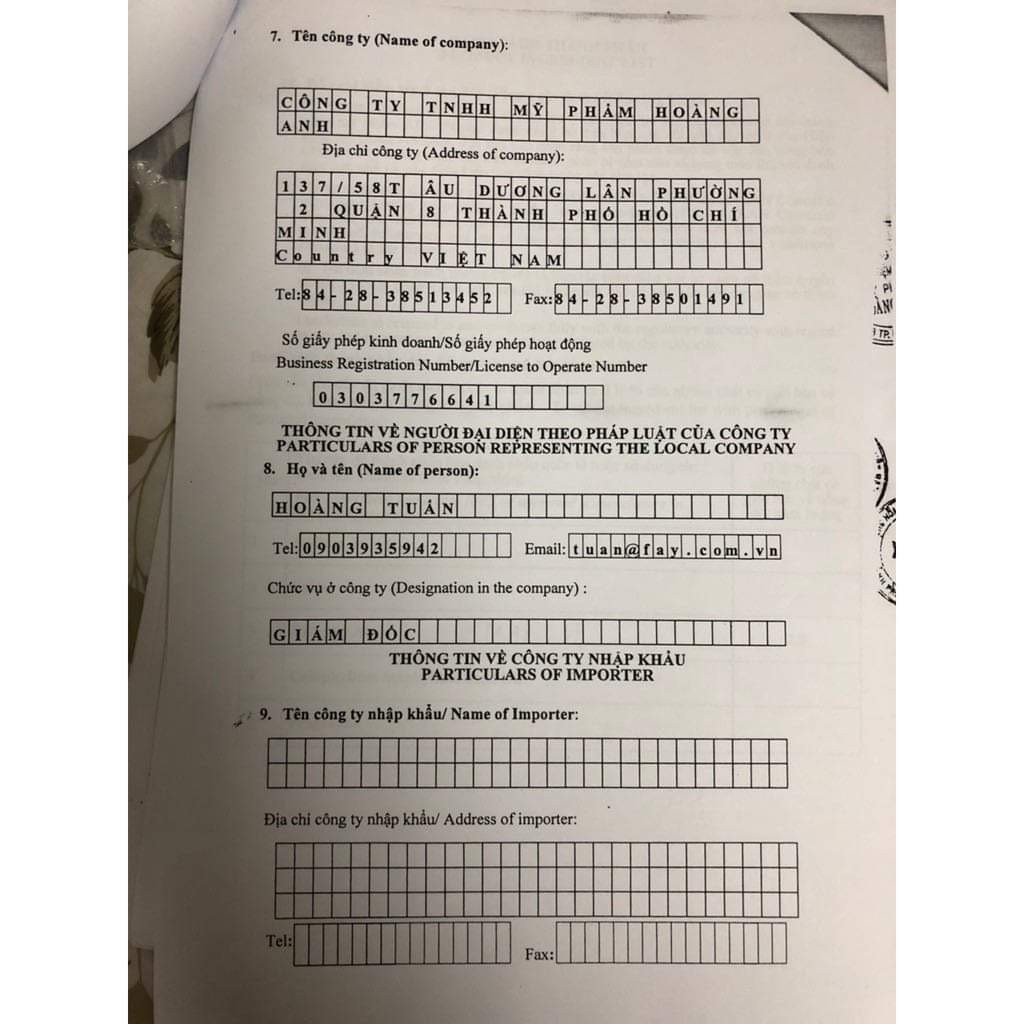 7. Tên công ty (Name of company):
CÔNG TY TNHH MỸ PHẨM HOÀNG
ANH
Địa chỉ công ty (Address of company):
137/58T ÂU DƯƠNG LÂN PHƯỜNG
2 QUẬN 8 THÀNH PHỐ HỒ CHÍ
MINH
Country VIỆT NAM
Tel: 84-28-38513452 Fax: 84-28-38501491
Số giấy phép kinh doanh/Số giấy phép hoạt động
Business Registration Number/License to Operate Number
0303776641
THÔNG TIN VỀ NGƯỜI ĐẠI DIỆN THEO PHÁP LUẬT CỦA CÔNG TY
PARTICULARS OF PERSON REPRESENTING THE LOCAL COMPANY
8. Họ và tên (Name of person):
HOÀNG TUẤN
Tel: 0903935942 Email: tuan@fay.com.vn
Chức vụ ở công ty (Designation in the company) :
GIÁM ĐỐC
THÔNG TIN VỀ CÔNG TY NHẬP KHẨU
PARTICULARS OF IMPORTER
9. Tên công ty nhập khẩu/ Name of Importer:
Địa chỉ công ty nhập khẩu/ Address of importer:
Tel:
Fax: